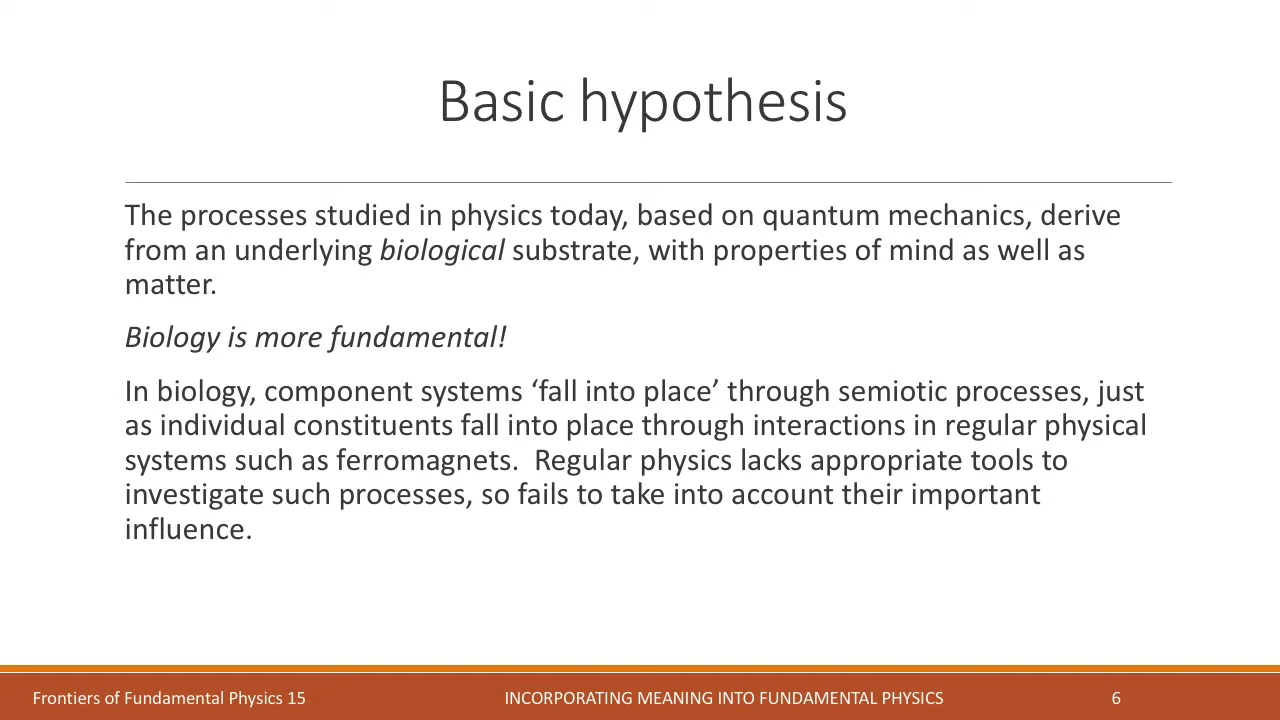 Basic hypothesis
The processes studied in physics today, based on quantum mechanics, derive
from an underlying biological substrate, with properties of mind as well as
matter.
Biology is more fundamental!
In biology, component systems ‘fall into place’ through semiotic processes, just
as individual constituents fall into place through interactions in regular physical
systems such as ferromagnets.  Regular physics lacks appropriate tools to
investigate such processes, so fails to take into account their important
influence.
Frontiers of Fundamental Physics 15 INCORPORATING MEANING INTO FUNDAMENTAL PHYSICS 6